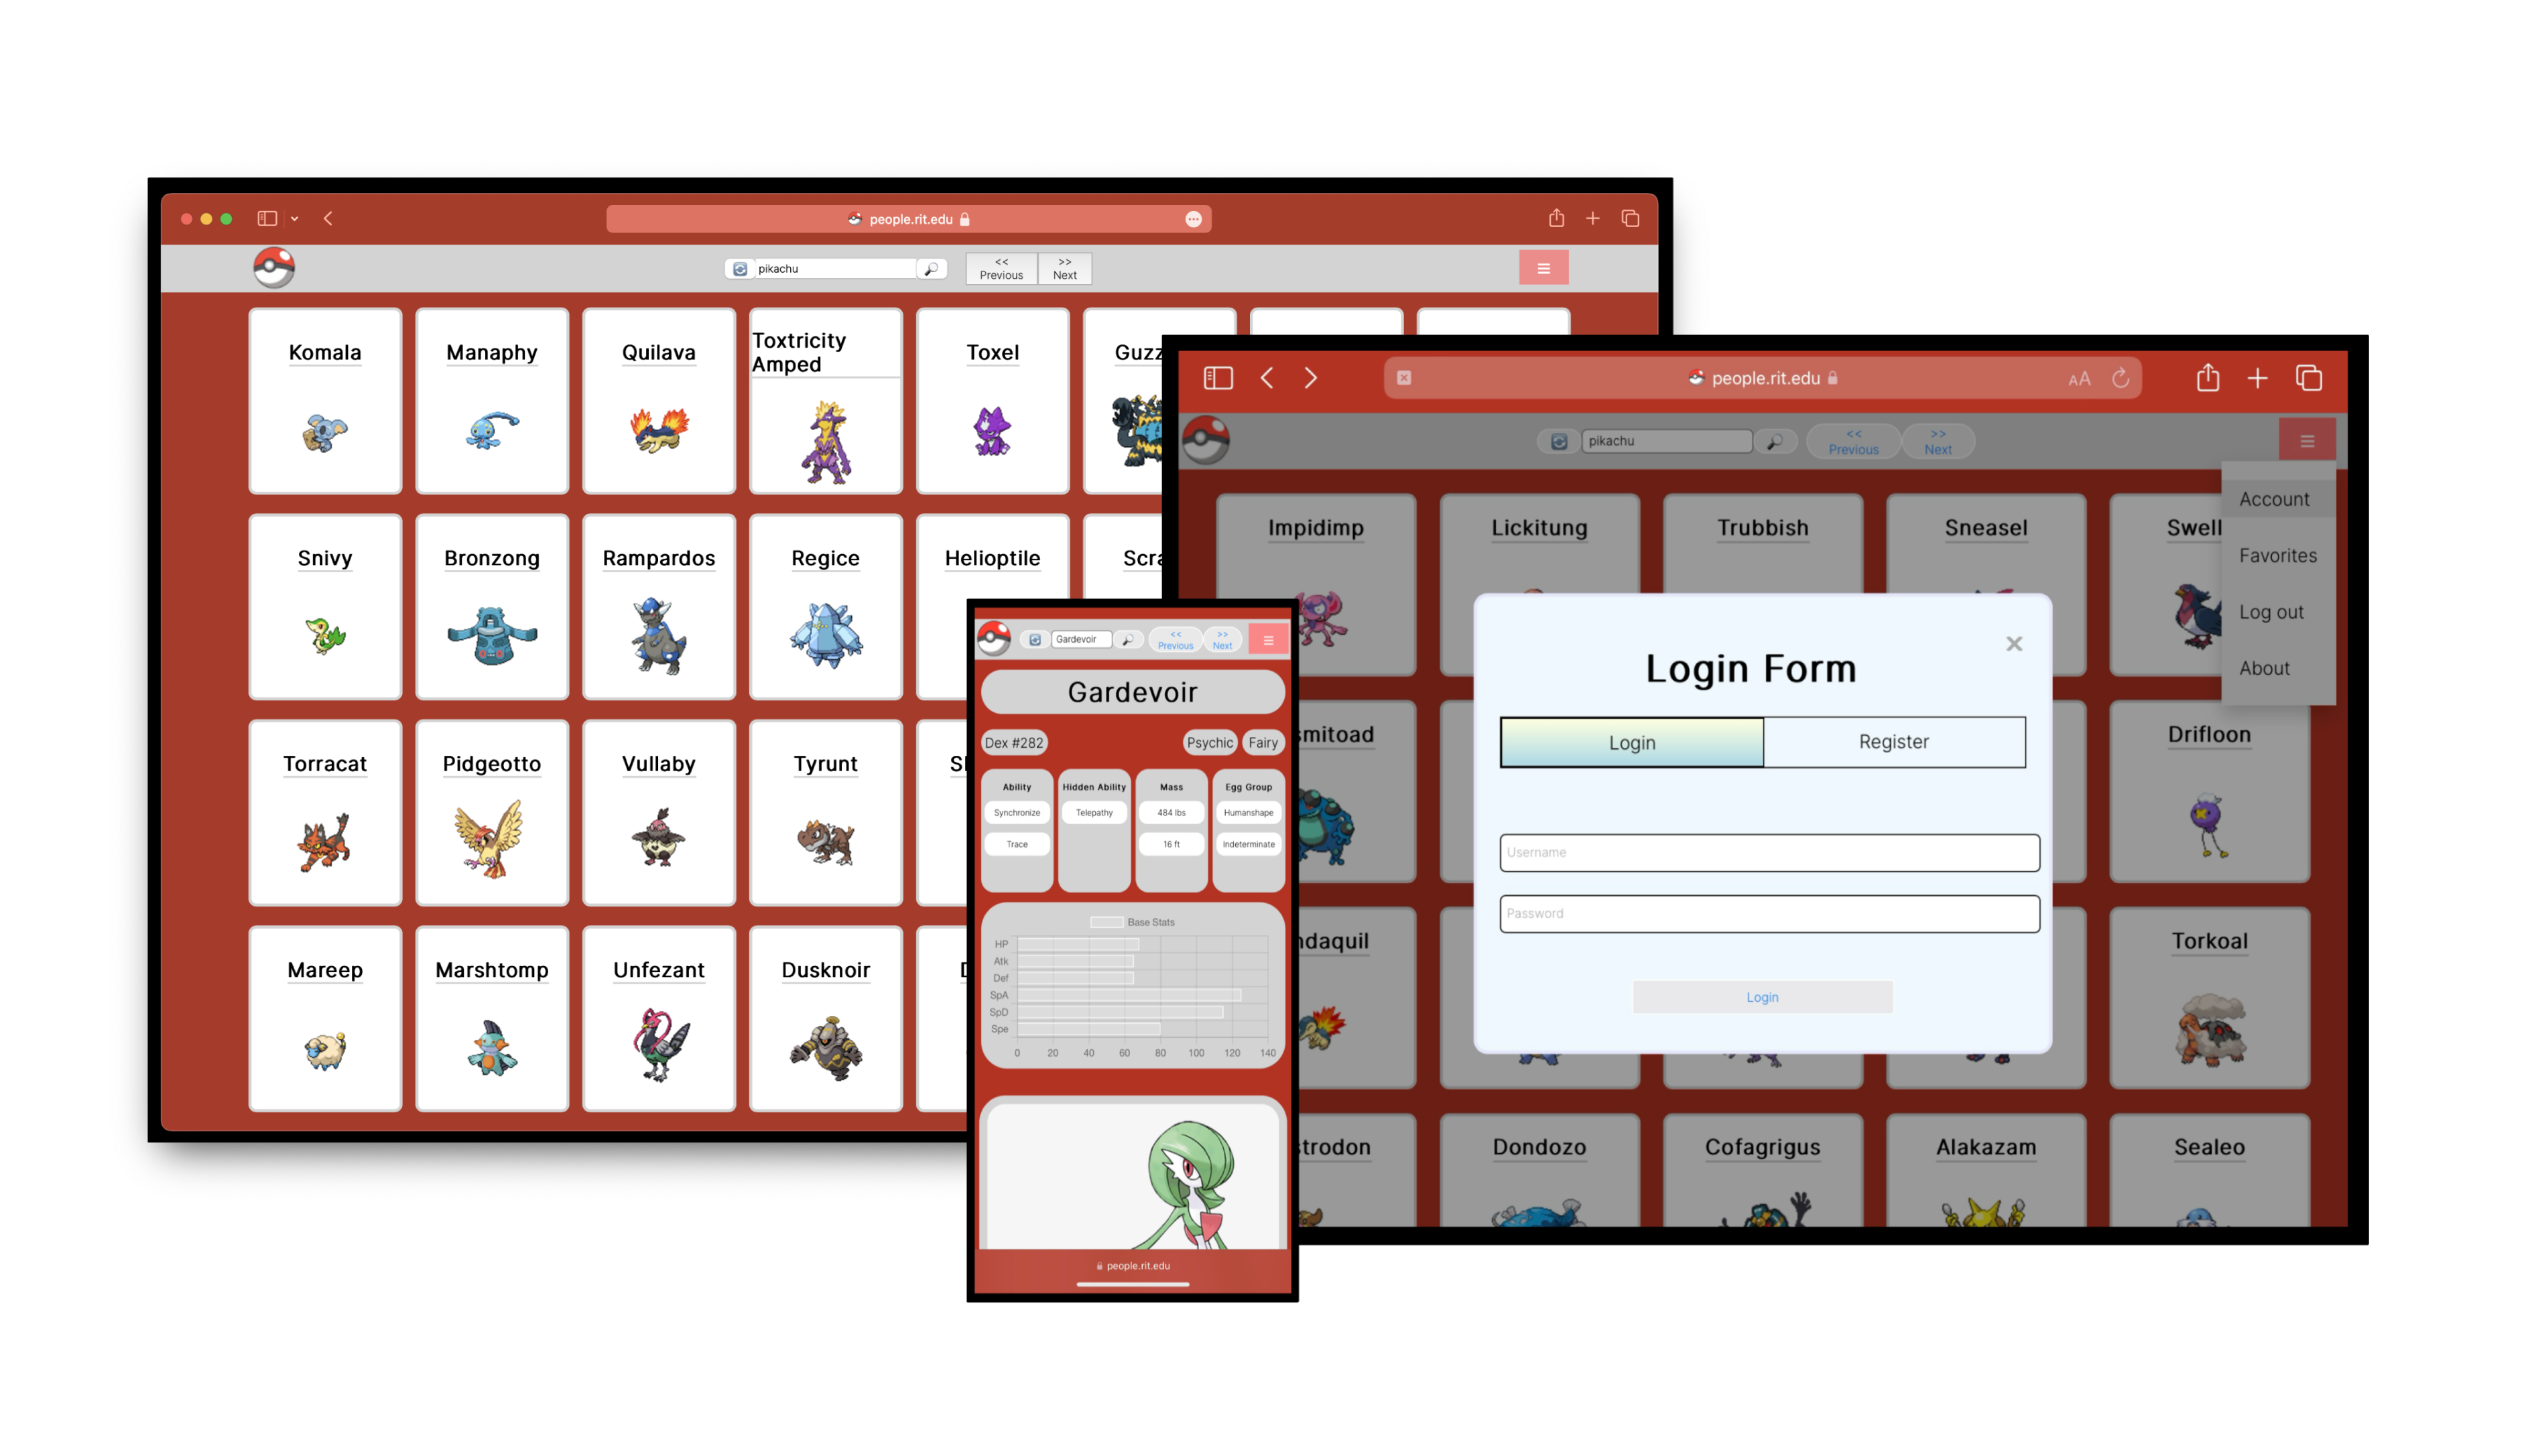 people.rit.edu
pikachu
<< Previous
>> Next
Komala
Manaphy
Quilava
Toxtricity Amped
Toxel
Snivy
Bronzong
Rampardos
Regice
Helioptile
Torracat
Pidgeotto
Vullaby
Tyrunt
Mareep
Marshtomp
Unfezant
Dusknoir
Gardevoir
<< Previous
>> Next
Gardevoir
Dex #282
Psychic
Fairy
Ability
Hidden Ability
Mass
Egg Group
Synchronize
Telepathy
484 lbs
Humanshape
Trace
16 ft
Indeterminate
Base Stats
HP
Atk
Def
SpA
SpD
Spe
0 20 40 60 80 100 120 140
people.rit.edu
people.rit.edu
AA
pikachu
<< Previous
>> Next
Account
Favorites
Log out
About
Impidimp
Lickitung
Trubbish
Sneasel
Swell
smitoad
Drifloon
ndaquil
Torkoal
strodon
Dondozo
Cofagrigus
Alakazam
Sealeo
Login Form
×
Login
Register
Username
Password
Login